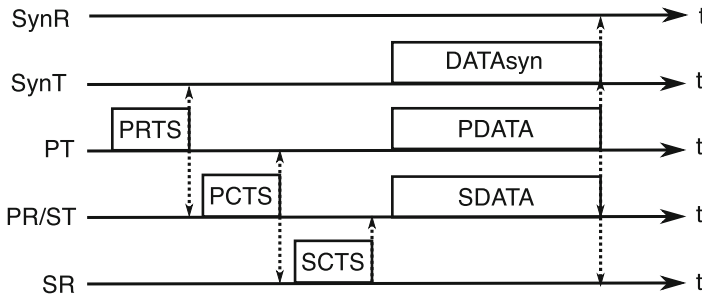 SynR t
DATAsyn
SynT t
PRTS PDATA
PT t
PCTS SDATA
PR/ST t
SCTS
SR t